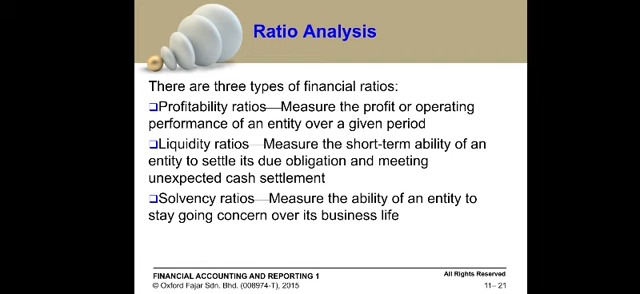 Ratio Analysis
There are three types of financial ratios:
❑Profitability ratios—Measure the profit or operating
performance of an entity over a given period
❑Liquidity ratios—Measure the short-term ability of an
entity to settle its due obligation and meeting
unexpected cash settlement
❑Solvency ratios—Measure the ability of an entity to
stay going concern over its business life
FINANCIAL ACCOUNTING AND REPORTING 1
All Rights Reserved
© Oxford Fajar Sdn. Bhd. (008974-T), 2015
11– 21